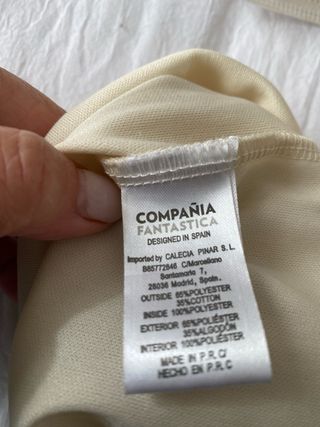 COMPAÑIA
FANTASTICA
DESIGNED IN SPAIN
Imported by CALECIA PINAR S.L.
B85772846 C/Marcellano
Santamaria 7,
28036 Madrid, Spain.
OUTSIDE 65%POLYESTER
35%COTTON
INSIDE 100%POLYESTER
EXTERIOR 65%POLIÉSTER
35%ALGODÓN
INTERIOR 100%POLIÉSTER
MADE IN P.R.C/
HECHO EN P.R.C